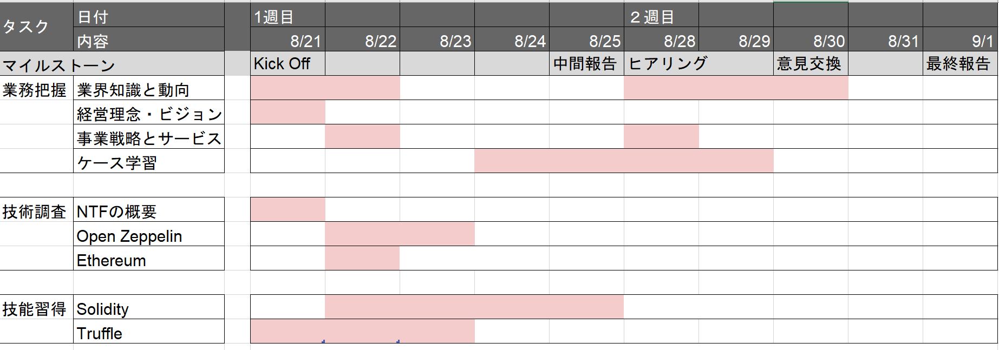 タスク 日付 1週目 ２週目
内容 8/21 8/22 8/23 8/24 8/25 8/28 8/29 8/30 8/31 9/1
マイルストーン Kick Off 中間報告 ヒアリング 意見交換 最終報告
業務把握 業界知識と動向
経営理念・ビジョン
事業戦略とサービス
ケース学習
技術調査 NTFの概要
Open Zeppelin
Ethereum
技能習得 Solidity
Truffle